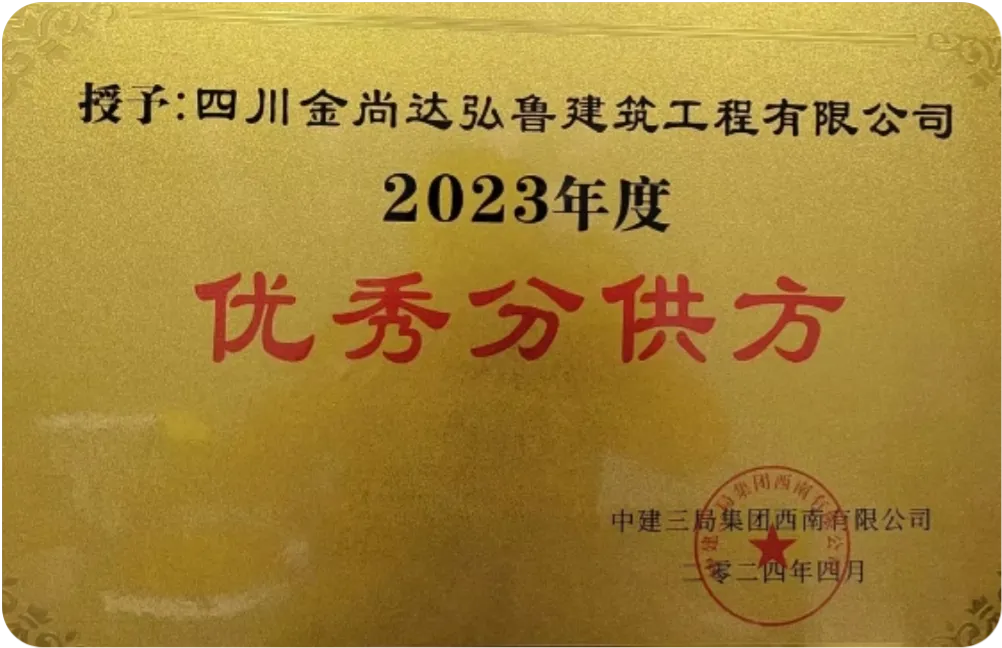 授予:四川金尚达弘鲁建筑工程有限公司
2023年度
优秀分供方
中建三局集团西南有限公司
二零二四年四月